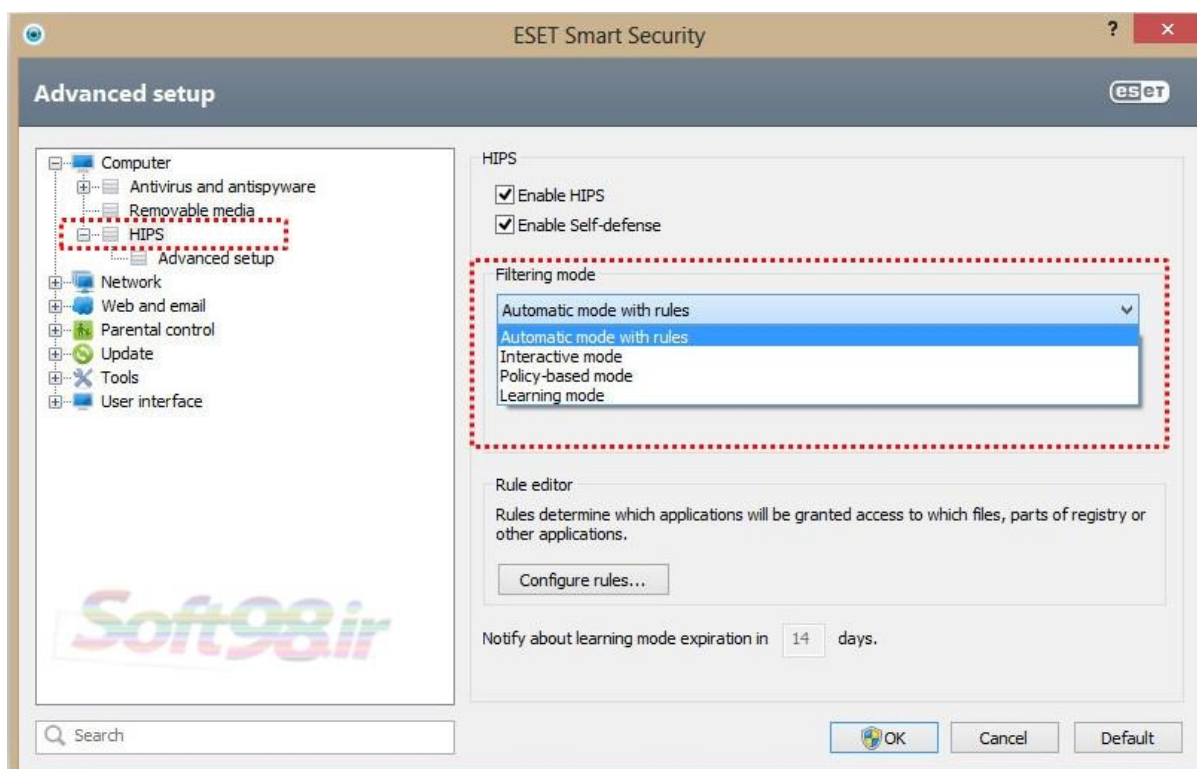 ESET Smart Security
?
Advanced setup
eset
Computer
Antivirus and antispyware
Removable media
HIPS
Advanced setup
Network
Web and email
Parental control
Update
Tools
User interface
Soft98.ir
Search
HIPS
Enable HIPS
Enable Self-defense
Filtering mode
Automatic mode with rules
Automatic mode with rules
Interactive mode
Policy-based mode
Learning mode
Rule editor
Rules determine which applications will be granted access to which files, parts of registry or
other applications.
Configure rules...
Notify about learning mode expiration in 14 days.
OK Cancel Default